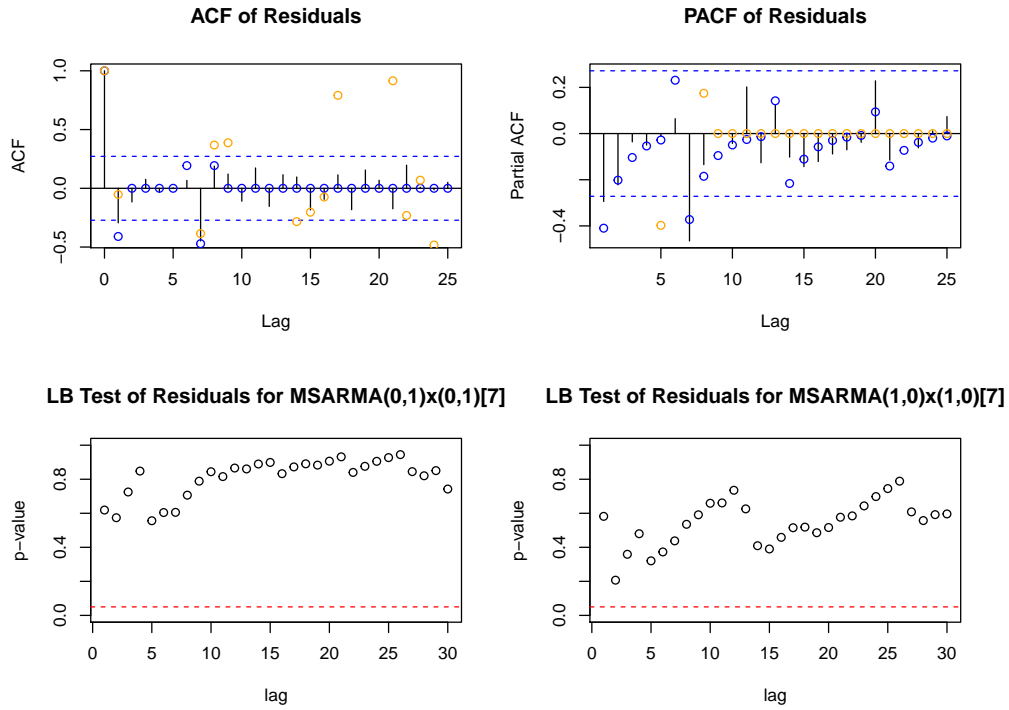 ACF of Residuals
ACF
1.0
0.5
0.0
−0.5
0 5 10 15 20 25
Lag
PACF of Residuals
Partial ACF
0.2
0.0
−0.4
5 10 15 20 25
Lag
LB Test of Residuals for MSARMA(0,1)x(0,1)[7]
p−value
0.8
0.4
0.0
0 5 10 15 20 25 30
lag
LB Test of Residuals for MSARMA(1,0)x(1,0)[7]
p−value
0.8
0.4
0.0
0 5 10 15 20 25 30
lag